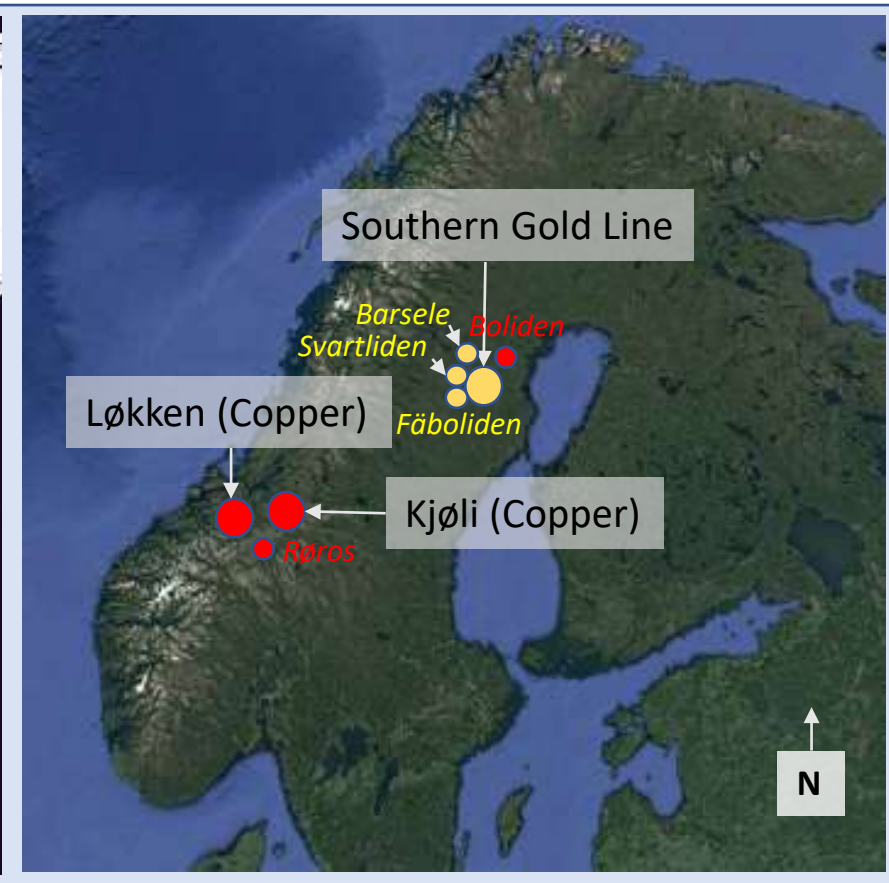 Southern Gold Line
Barsele
Boliden
Svartliden
Løkken (Copper)
Fäboliden
Kjøli (Copper)
Røros
N